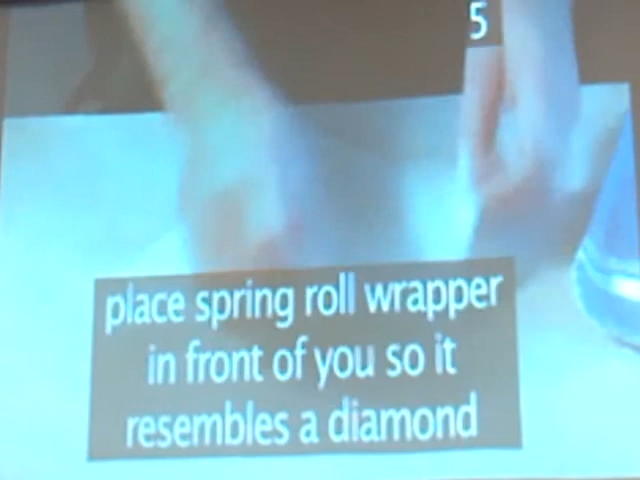 5
place spring roll wrapper
in front of you so it
resembles a diamond